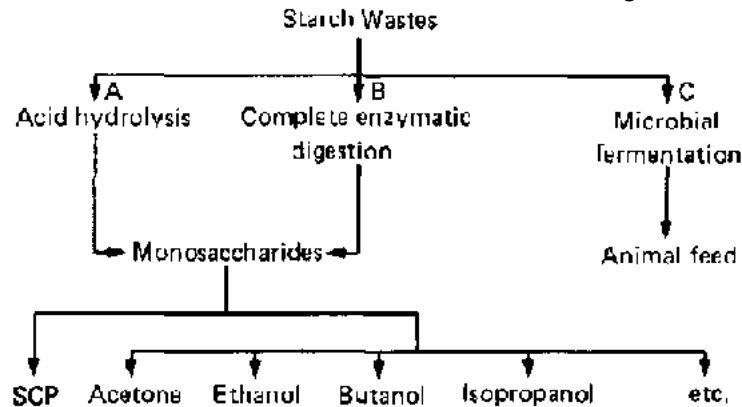 Starch Wastes
A B C
Acid hydrolysis Complete enzymatic Microbial
digestion fermentation
Monosaccharides Animal feed
SCP Acetone Ethanol Butanol Isopropanol etc.